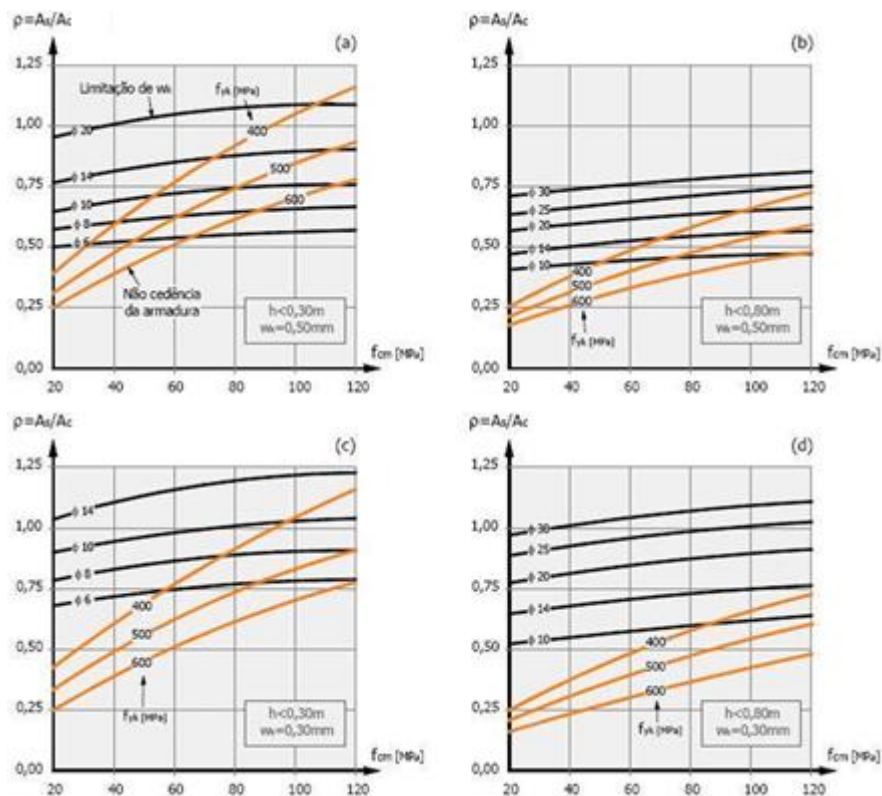 ρ=As/Ac
(a)
1,25
1,00
0,75
0,50
0,25
0,00
Limitação de wk
fyk [MPa]
ϕ 20
ϕ 14
ϕ 10
ϕ 8
ϕ 6
400
500
600
Não cedência
da armadura
h<0,30m
wk=0,50mm
fcm [MPa]
20 40 60 80 100 120
ρ=As/Ac
(b)
1,25
1,00
0,75
0,50
0,25
0,00
ϕ 30
ϕ 25
ϕ 20
ϕ 14
ϕ 10
400
500
600
fyk [MPa]
h<0,80m
wk=0,50mm
fcm [MPa]
20 40 60 80 100 120
ρ=As/Ac
(c)
1,25
1,00
0,75
0,50
0,25
0,00
ϕ 14
ϕ 10
ϕ 8
ϕ 6
400
500
600
fyk [MPa]
h<0,30m
wk=0,30mm
fcm [MPa]
20 40 60 80 100 120
ρ=As/Ac
(d)
1,25
1,00
0,75
0,50
0,25
0,00
ϕ 30
ϕ 25
ϕ 20
ϕ 14
ϕ 10
400
500
600
fyk [MPa]
h<0,80m
wk=0,30mm
fcm [MPa]
20 40 60 80 100 120